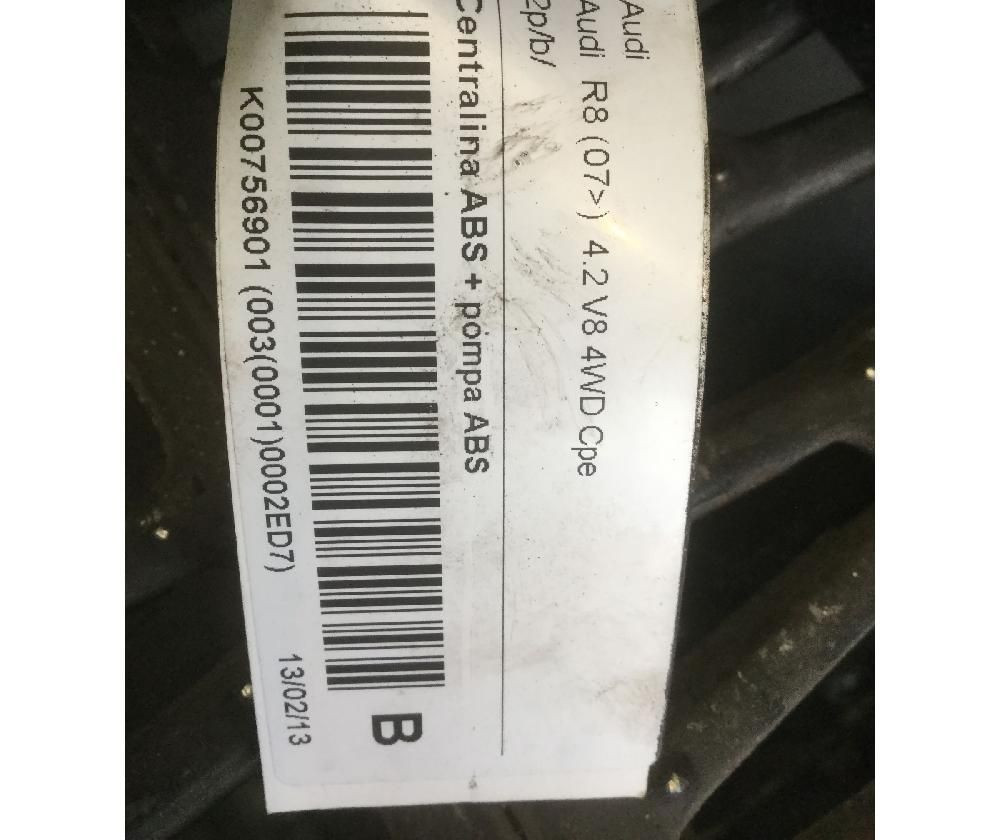 Audi
Audi R8 (07>) 4.2 V8 4WD Cpe
2p/b/
Centralina ABS + pompa ABS
B
K00756901 (003(0001)0002ED7) 13/02/13